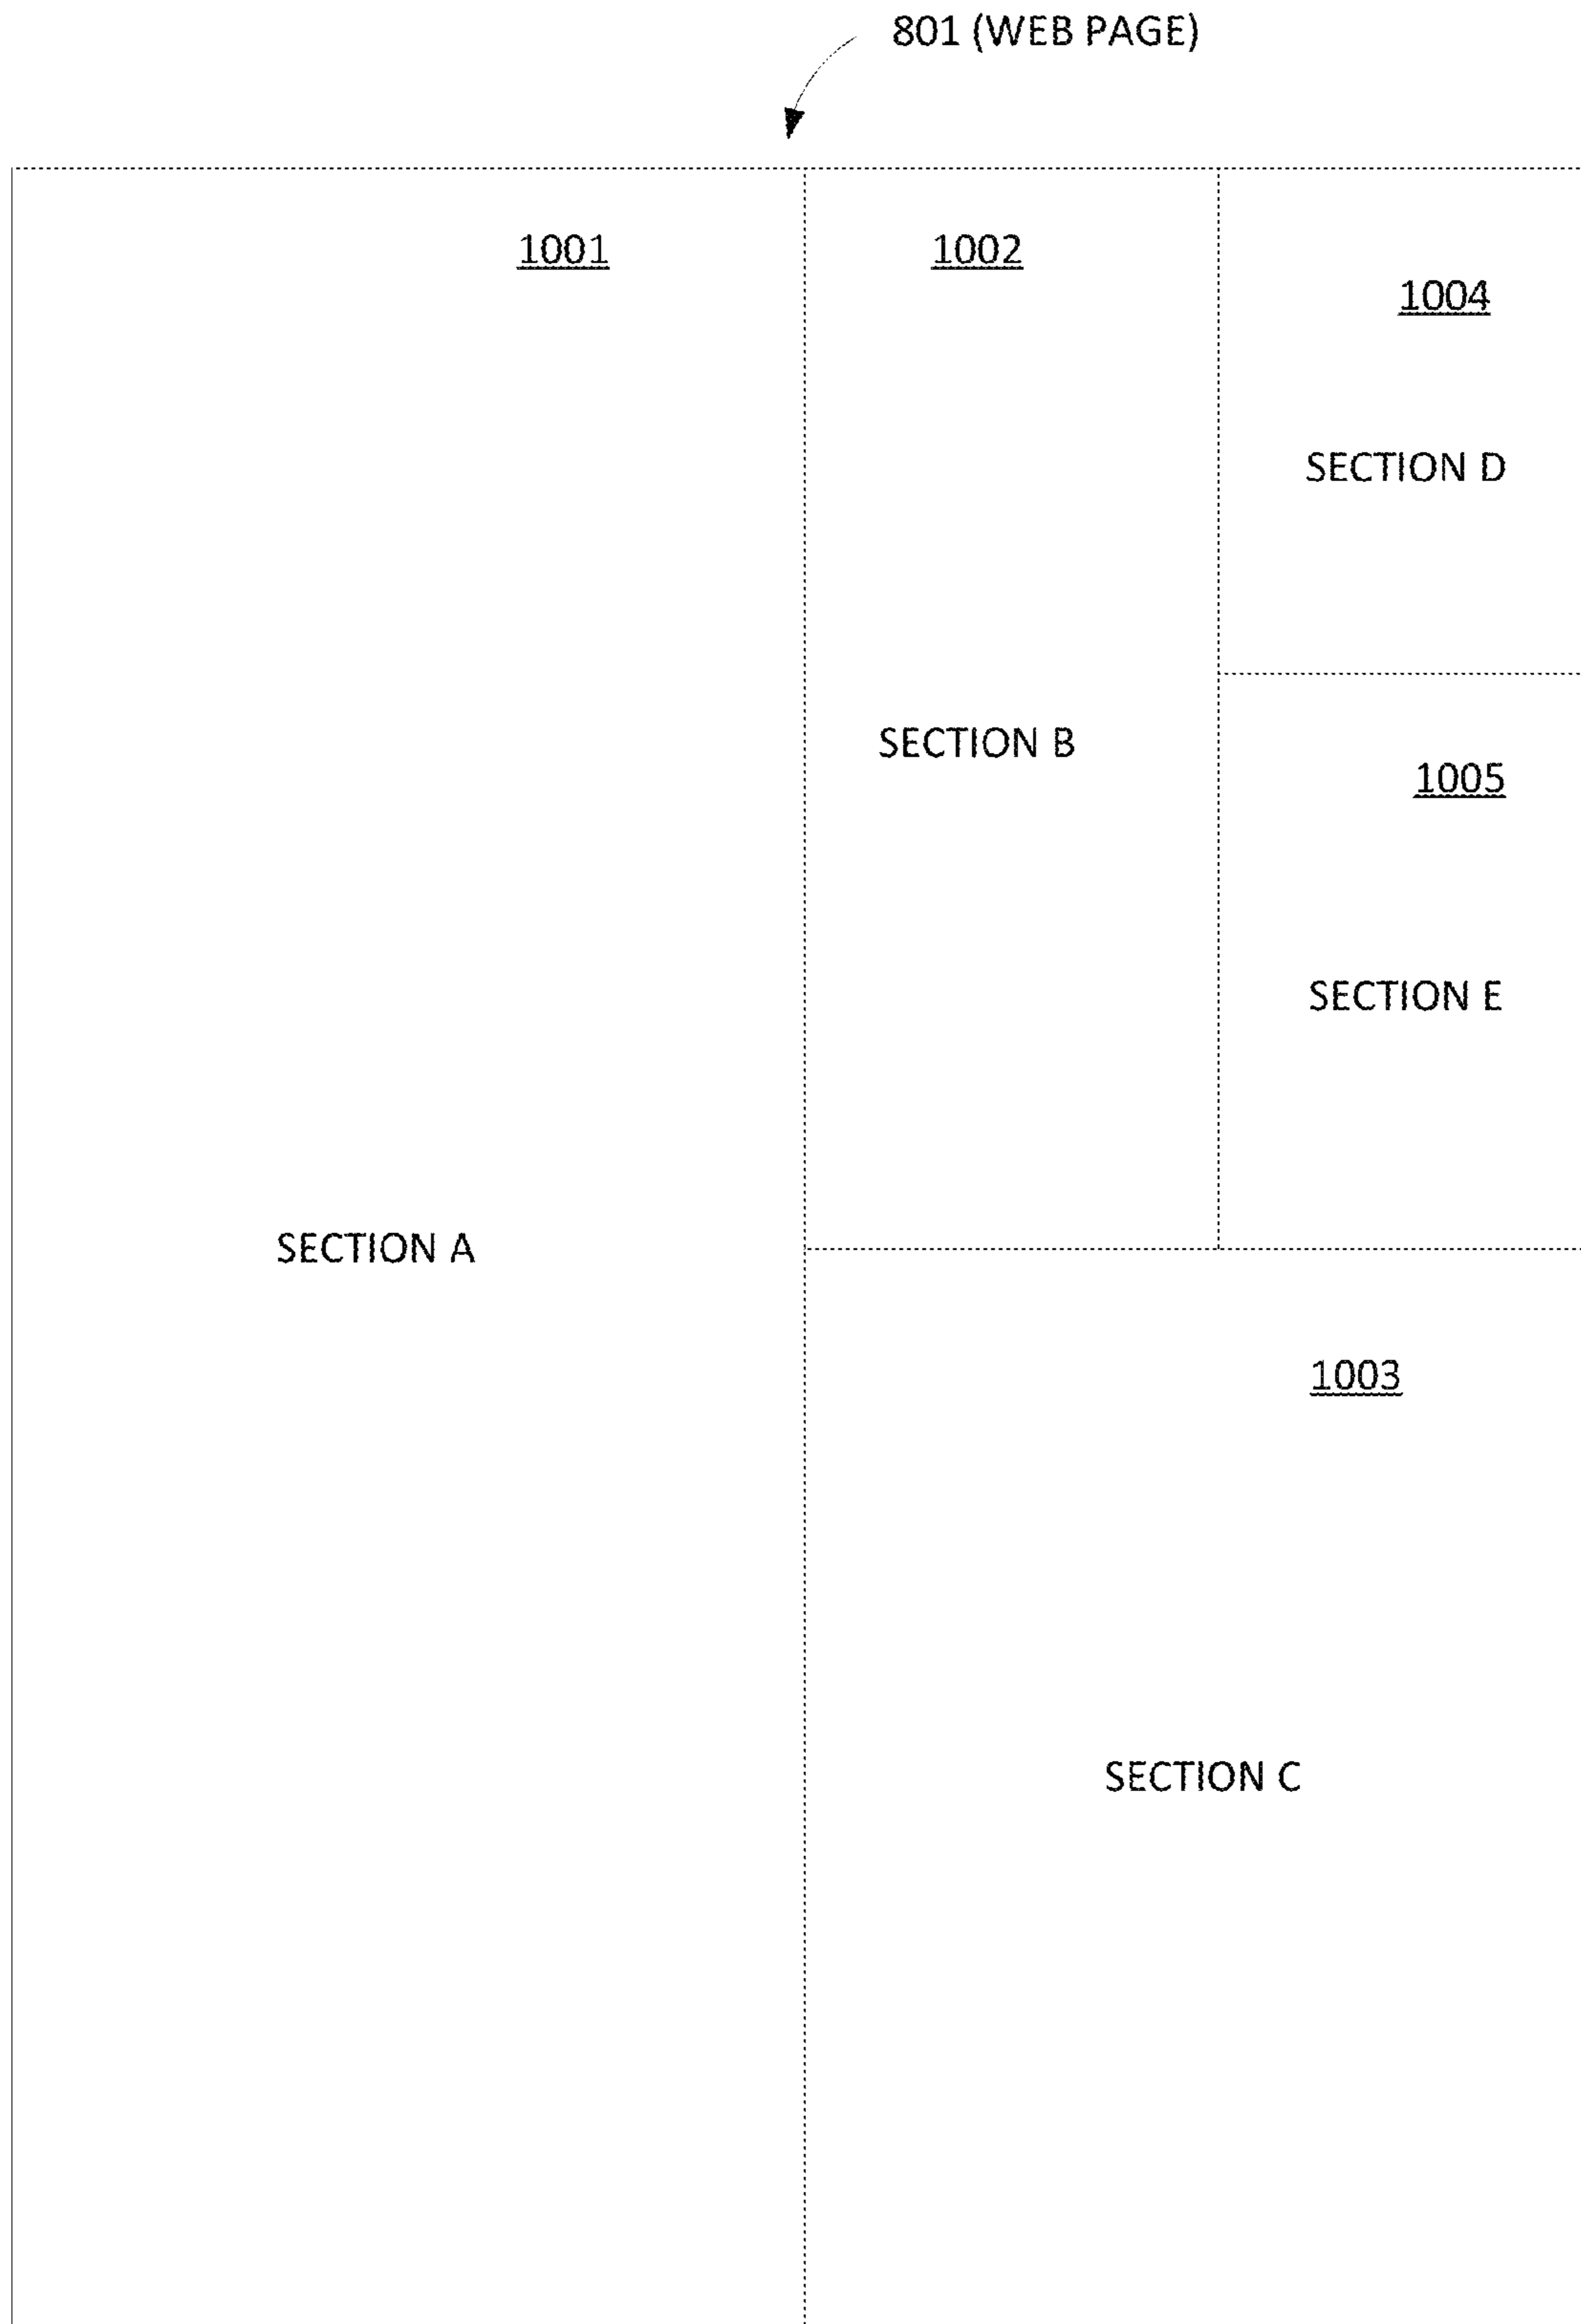 801 (WEB PAGE)
1001
SECTION A
1002
SECTION B
1004
SECTION D
1005
SECTION E
1003
SECTION C